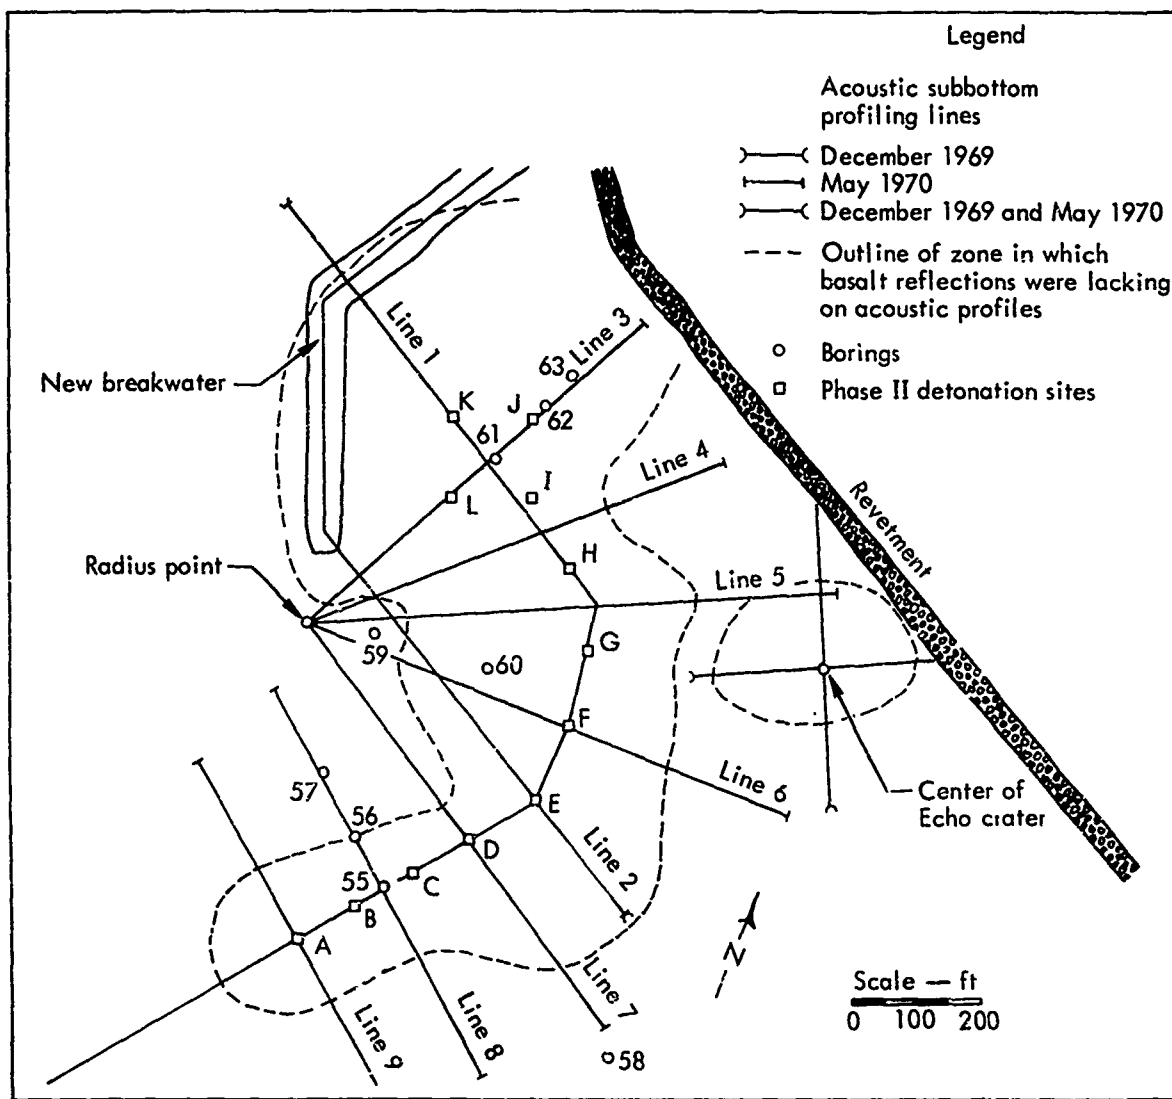 Legend
Acoustic subbottom
profiling lines
December 1969
May 1970
December 1969 and May 1970
Outline of zone in which
basalt reflections were lacking
on acoustic profiles
Borings
Phase II detonation sites
New breakwater
Line 1
Line 3
63
K
J
62
61
I
L
Line 4
Revetment
H
Radius point
Line 5
G
59
60
F
Line 6
57
56
E
Center of
Echo crater
D
55
C
Line 2
B
A
N
Line 7
Line 8
Line 9
58
Scale — ft
0 100 200